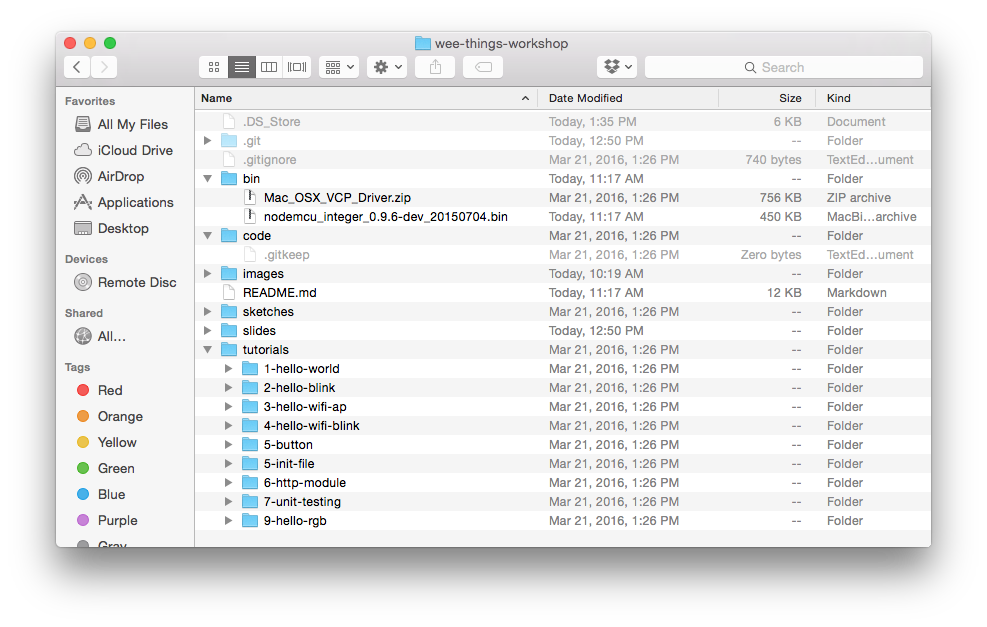 wee-things-workshop
Search
Favorites
All My Files
iCloud Drive
AirDrop
Applications
Desktop
Devices
Remote Disc
Shared
All...
Tags
Red
Orange
Yellow
Green
Blue
Purple
Gray
Name Date Modified Size Kind
.DS_Store Today, 1:35 PM 6 KB Document
.git Today, 12:50 PM -- Folder
.gitignore Mar 21, 2016, 1:26 PM 740 bytes TextEd...ument
bin Today, 11:17 AM -- Folder
Mac_OSX_VCP_Driver.zip Today, 11:17 AM 756 KB ZIP archive
nodemcu_integer_0.9.6-dev_20150704.bin Today, 11:17 AM 450 KB MacBi...archive
code Mar 21, 2016, 1:26 PM -- Folder
.gitkeep Mar 21, 2016, 1:26 PM Zero bytes TextEd...ument
images Today, 10:19 AM -- Folder
README.md Today, 11:17 AM 12 KB Markdown
sketches Mar 21, 2016, 1:26 PM -- Folder
slides Today, 12:50 PM -- Folder
tutorials Mar 21, 2016, 1:26 PM -- Folder
1-hello-world Mar 21, 2016, 1:26 PM -- Folder
2-hello-blink Mar 21, 2016, 1:26 PM -- Folder
3-hello-wifi-ap Mar 21, 2016, 1:26 PM -- Folder
4-hello-wifi-blink Mar 21, 2016, 1:26 PM -- Folder
5-button Mar 21, 2016, 1:26 PM -- Folder
5-init-file Mar 21, 2016, 1:26 PM -- Folder
6-http-module Mar 21, 2016, 1:26 PM -- Folder
7-unit-testing Mar 21, 2016, 1:26 PM -- Folder
9-hello-rgb Mar 21, 2016, 1:26 PM -- Folder